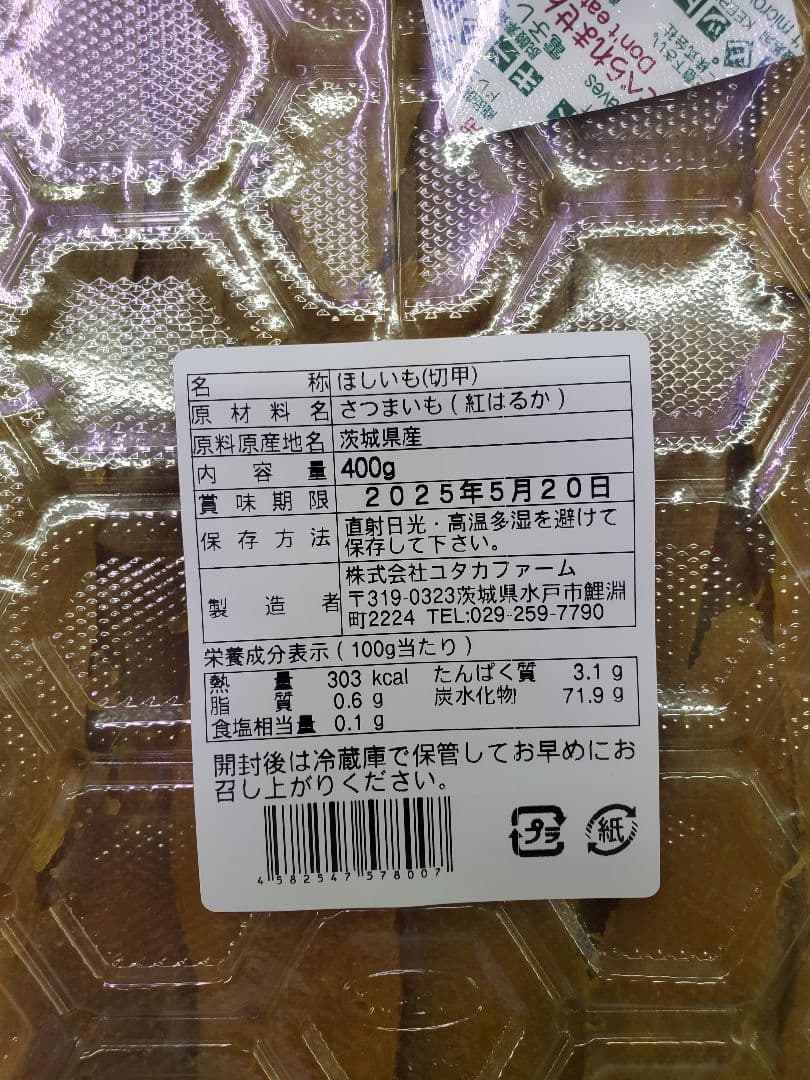 べられません
Don't eat
名称 ほしいも(切甲)
原材料名 さつまいも(紅はるか)
原料原産地名 茨城県産
内容量 400g
賞味期限 2025年5月20日
保存方法 直射日光・高温多湿を避けて
保存して下さい。
製造者 株式会社ユタカファーム
〒319-0323茨城県水戸市鯉淵
町2224 TEL:029-259-7790
栄養成分表示(100g当たり)
熱量 303 kcal たんぱく質 3.1 g
脂質 0.6 g 炭水化物 71.9 g
食塩相当量 0.1 g
開封後は冷蔵庫で保管してお早めにお
召し上がりください。
プラ 紙
4582547578007